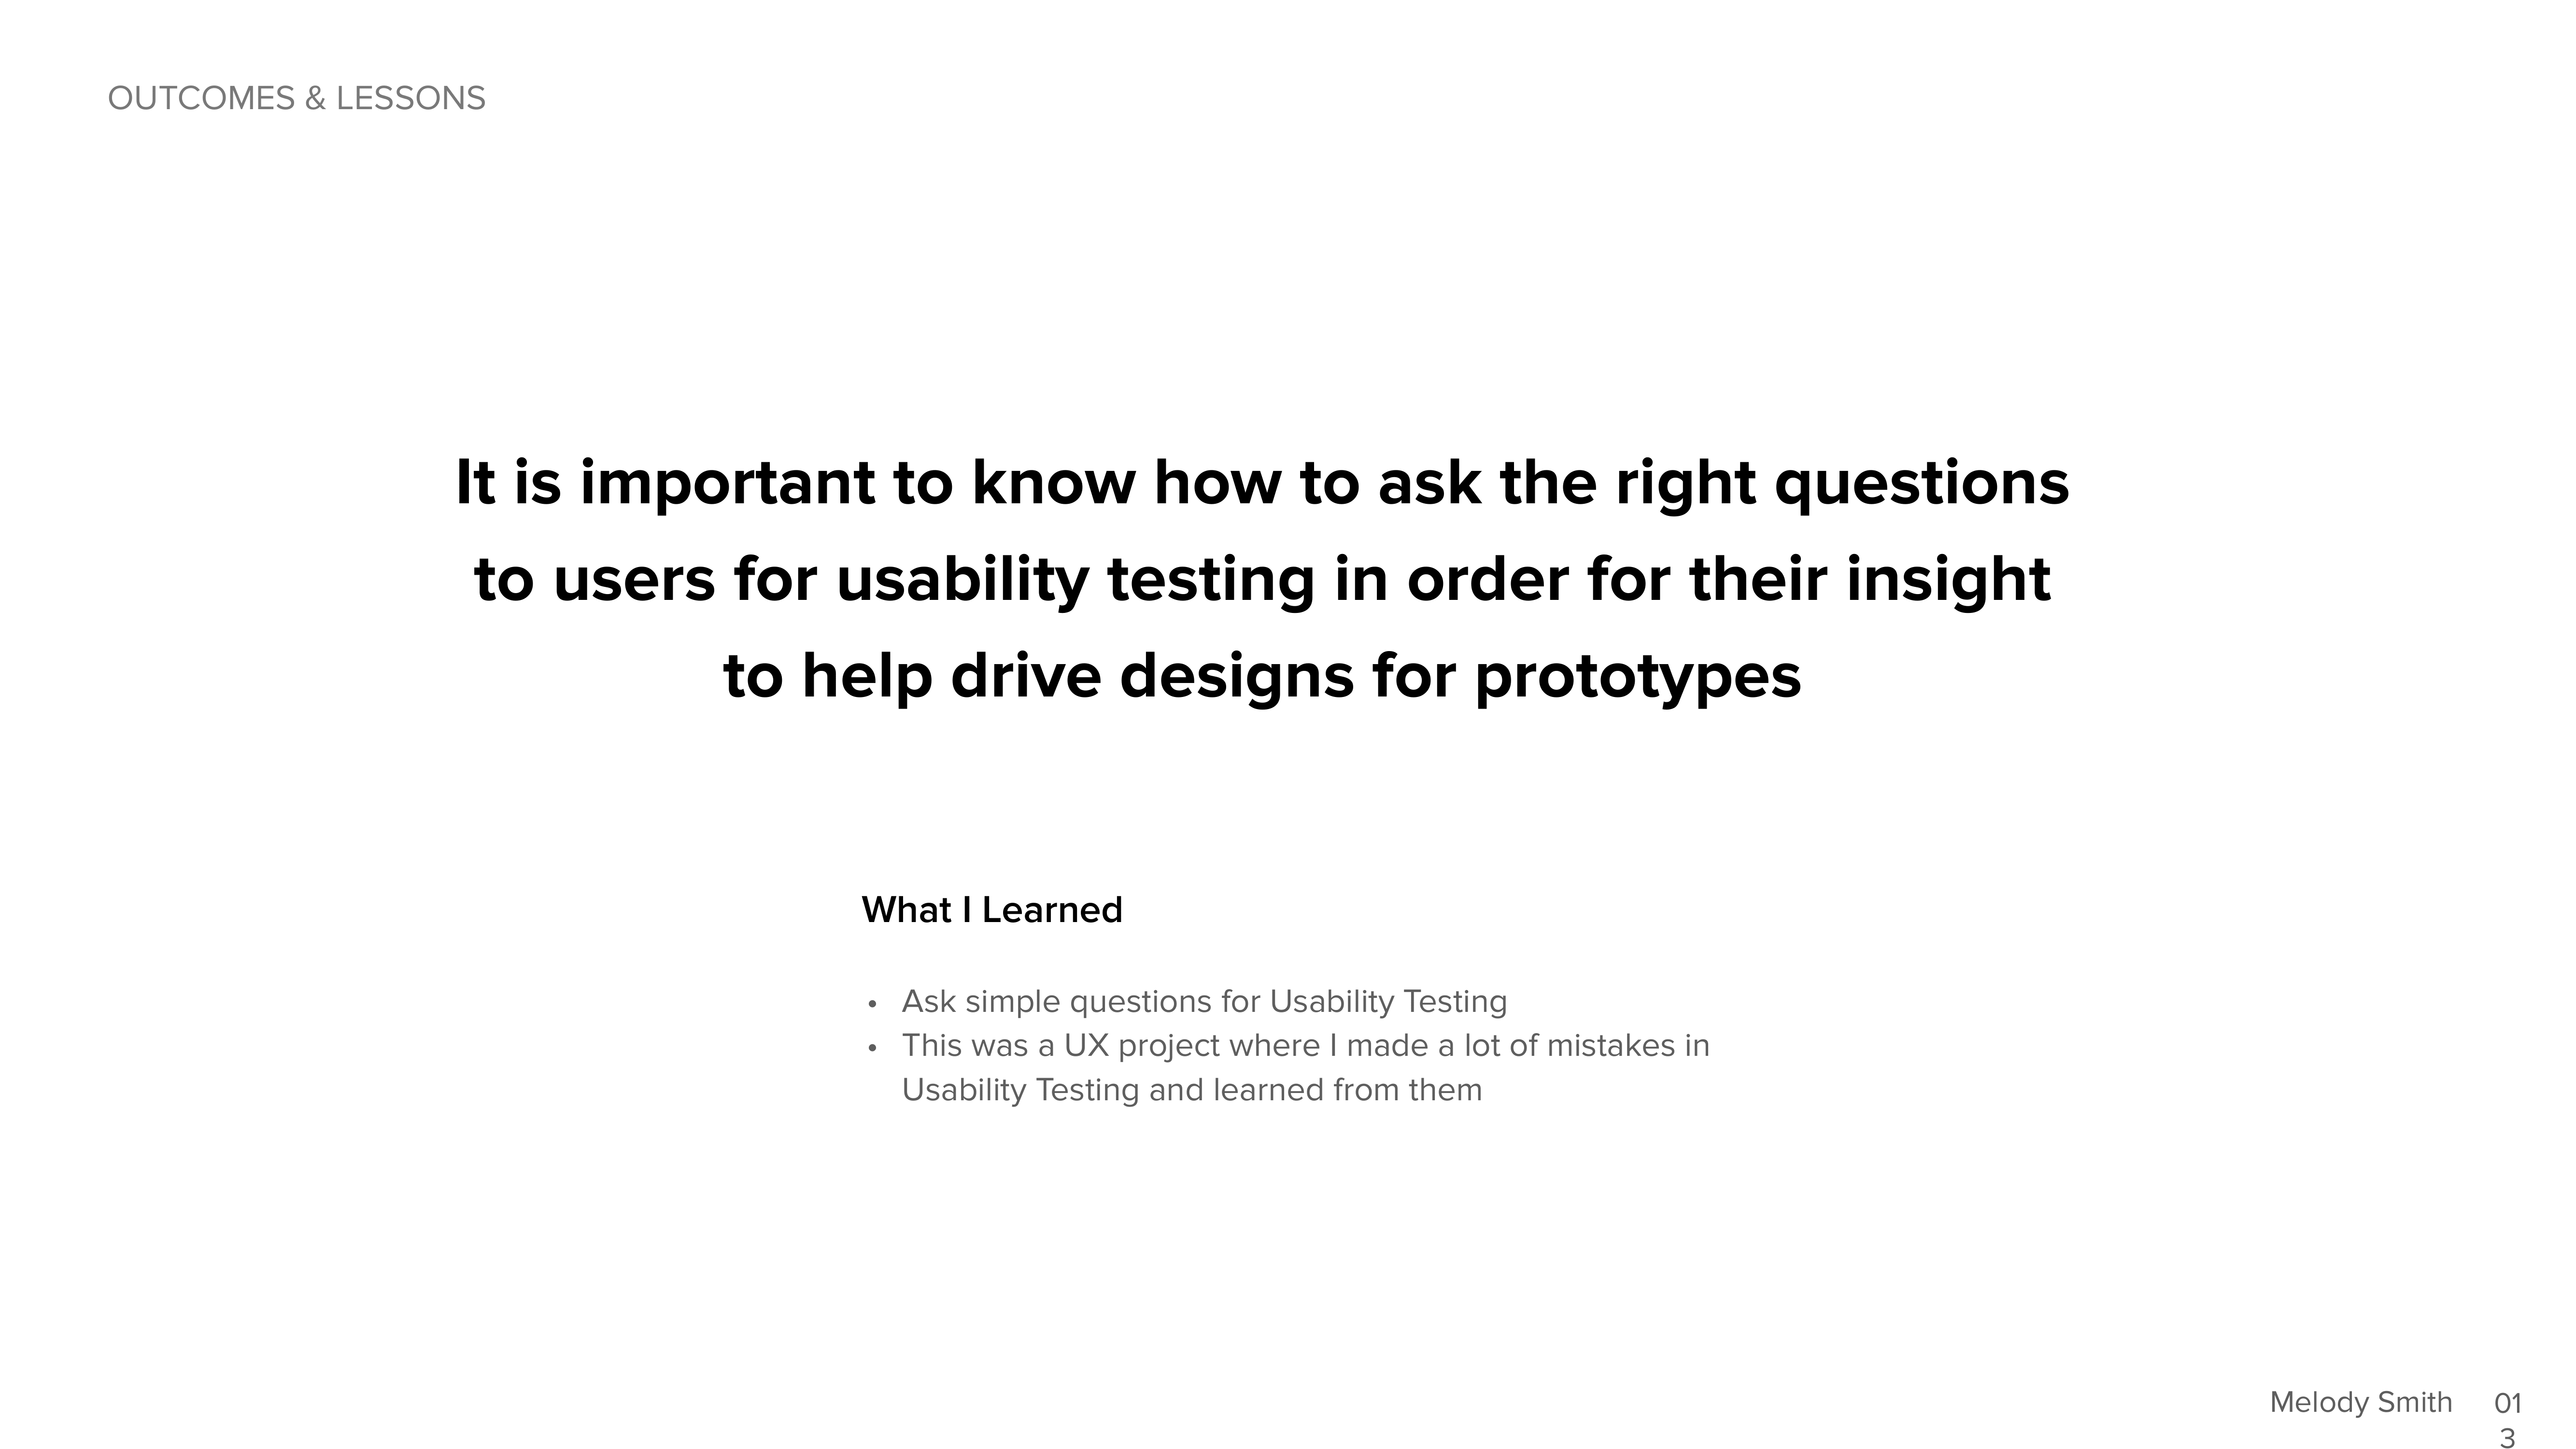 OUTCOMES & LESSONS
It is important to know how to ask the right questions
to users for usability testing in order for their insight
to help drive designs for prototypes
What I Learned
• Ask simple questions for Usability Testing
• This was a UX project where I made a lot of mistakes in
Usability Testing and learned from them
Melody Smith 01
3